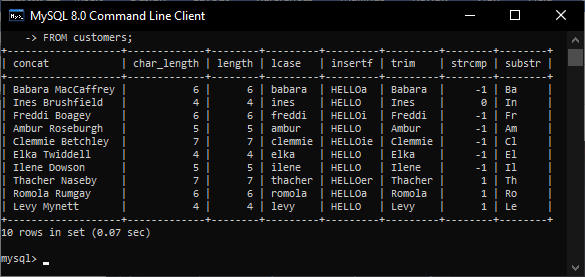 MySQL 8.0 Command Line Client
-> FROM customers;
+------------------+-------------+--------+----------+---------+---------+--------+--------+
| concat           | char_length | length | lcase    | insertf | trim    | strcmp | substr |
+------------------+-------------+--------+----------+---------+---------+--------+--------+
| Babara MacCaffrey |           6 |      6 | babara   | HELLOa  | Babara  |     -1 | Ba     |
| Ines Brushfield  |           4 |      4 | ines     | HELLO   | Ines    |      0 | In     |
| Freddi Boagey    |           6 |      6 | freddi   | HELLOi  | Freddi  |     -1 | Fr     |
| Ambur Roseburgh  |           5 |      5 | ambur    | HELLO   | Ambur   |     -1 | Am     |
| Clemmie Betchley |           7 |      7 | clemmie  | HELLOie | Clemmie |     -1 | Cl     |
| Elka Twiddell    |           4 |      4 | elka     | HELLO   | Elka    |     -1 | El     |
| Ilene Dowson     |           5 |      5 | ilene    | HELLO   | Ilene   |     -1 | Il     |
| Thacher Naseby   |           7 |      7 | thacher  | HELLOer | Thacher |      1 | Th     |
| Romola Rumgay    |           6 |      6 | romola   | HELLOa  | Romola  |      1 | Ro     |
| Levy Mynett      |           4 |      4 | levy     | HELLO   | Levy    |      1 | Le     |
+------------------+-------------+--------+----------+---------+---------+--------+--------+
10 rows in set (0.07 sec)
mysql> _